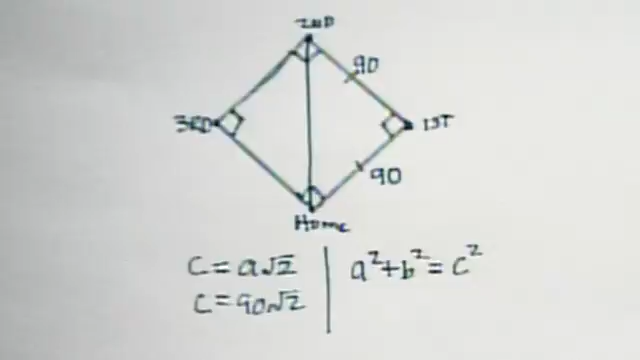 2ND
90
3RD
1ST
90
HOME
C = a√2
a² + b² = c²
C = 90√2